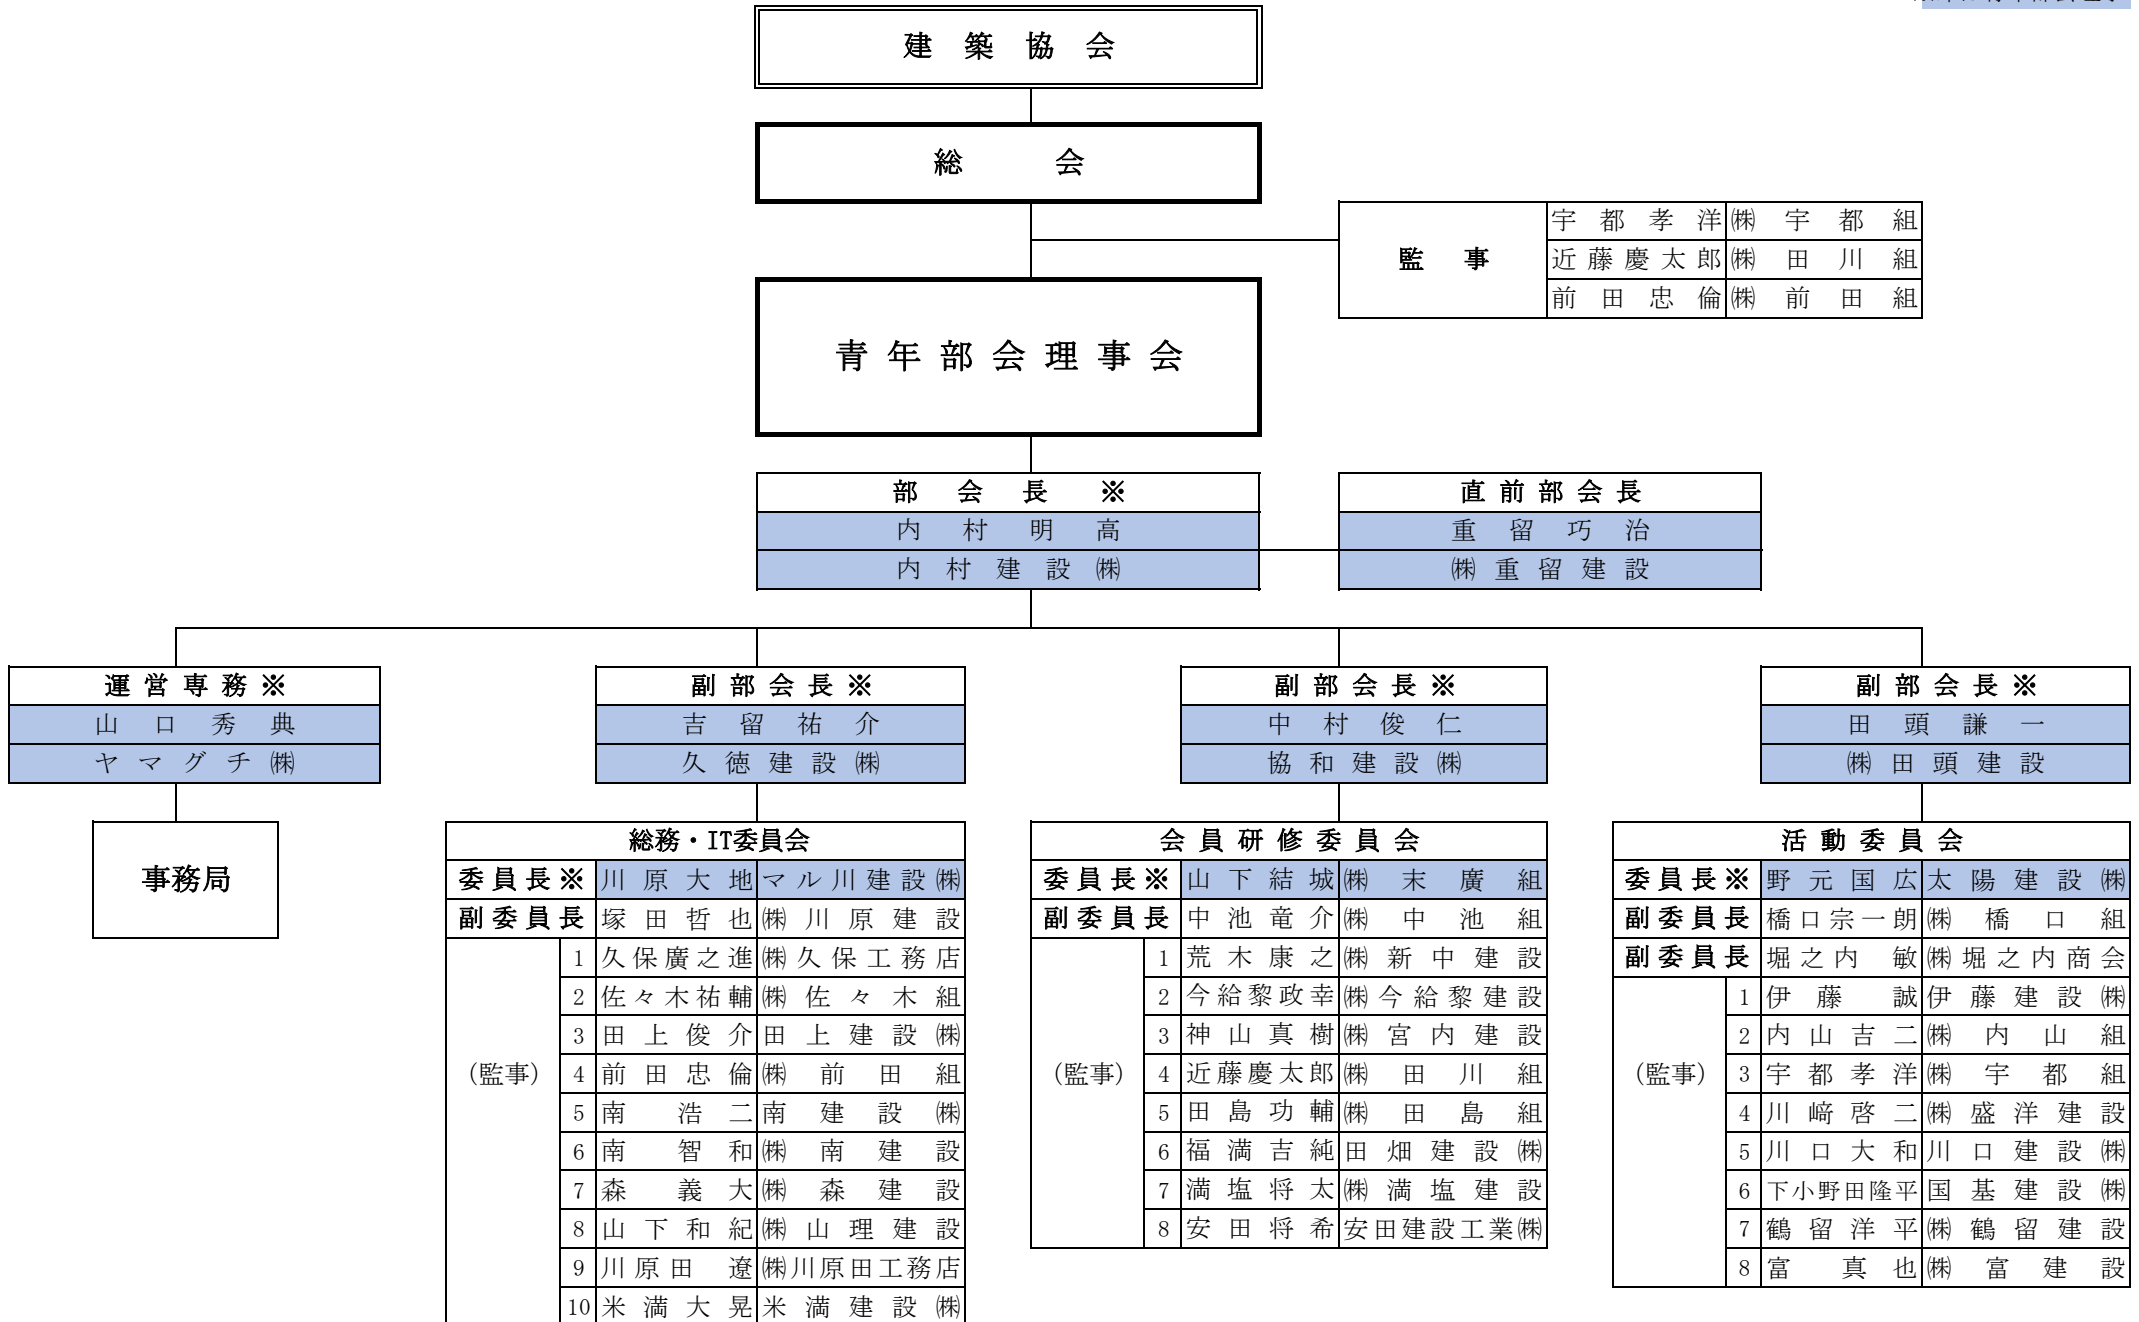 建築協会
総会
監事
宇都孝洋 ㈱宇都組
近藤慶太郎 ㈱田川組
前田忠倫 ㈱前田組
青年部会理事会
部会長※
内村明高
内村建設㈱
直前部会長
重留巧治
㈱重留建設
運営専務※
山口秀典
ヤマグチ㈱
事務局
副部会長※
吉留祐介
久徳建設㈱
副部会長※
中村俊仁
協和建設㈱
副部会長※
田頭謙一
㈱田頭建設
総務・IT委員会
委員長※ 川原大地 マル川建設㈱
副委員長 塚田哲也 ㈱川原建設
1 久保廣之進 ㈱久保工務店
2 佐々木祐輔 ㈱佐々木組
3 田上俊介 田上建設㈱
(監事) 4 前田忠倫 ㈱前田組
5 南浩二 南建設㈱
6 南智和 ㈱南建設
7 森義大 ㈱森建設
8 山下和紀 ㈱山理建設
9 川原田遼 ㈱川原田工務店
10 米満大晃 米満建設㈱
会員研修委員会
委員長※ 山下結城 ㈱末廣組
副委員長 中池竜介 ㈱中池組
1 荒木康之 ㈱新中建設
2 今給黎政幸 ㈱今給黎建設
3 神山真樹 ㈱宮内建設
(監事) 4 近藤慶太郎 ㈱田川組
5 田島功輔 ㈱田島組
6 福満吉純 田畑建設㈱
7 満塩将太 ㈱満塩建設
8 安田将希 安田建設工業㈱
活動委員会
委員長※ 野元国広 太陽建設㈱
副委員長 橋口宗一朗 ㈱橋口組
副委員長 堀之内敏 ㈱堀之内商会
1 伊藤誠 伊藤建設㈱
2 内山吉二 ㈱内山組
(監事) 3 宇都孝洋 ㈱宇都組
4 川﨑啓二 ㈱盛洋建設
5 川口大和 川口建設㈱
6 下小野田隆平 国基建設㈱
7 鶴留洋平 ㈱鶴留建設
8 富真也 ㈱富建設